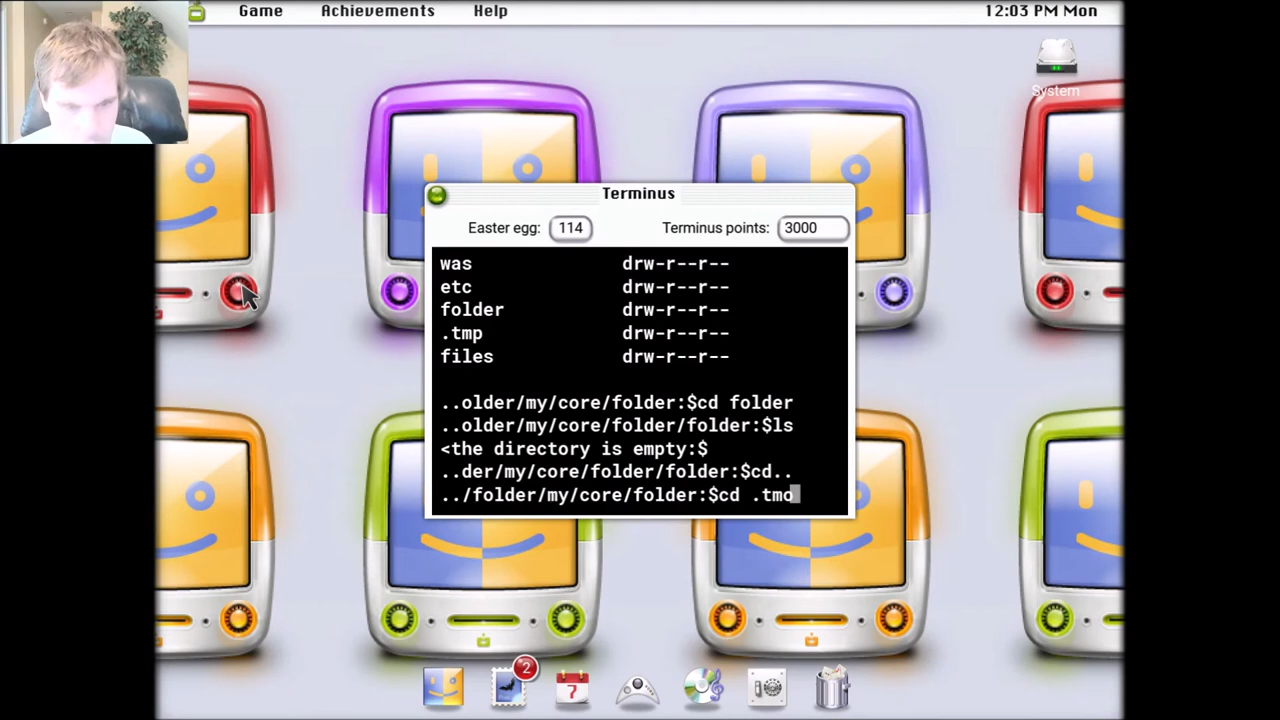 Game Achievements Help 12:03 PM Mon
System
Terminus
Easter egg: 114 Terminus points: 3000
was drw-r--r--
etc drw-r--r--
folder drw-r--r--
.tmp drw-r--r--
files drw-r--r--
..older/my/core/folder:$cd folder
..older/my/core/folder/folder:$ls
<the directory is empty:$
..der/my/core/folder/folder:$cd..
../folder/my/core/folder:$cd .tmo
2
7